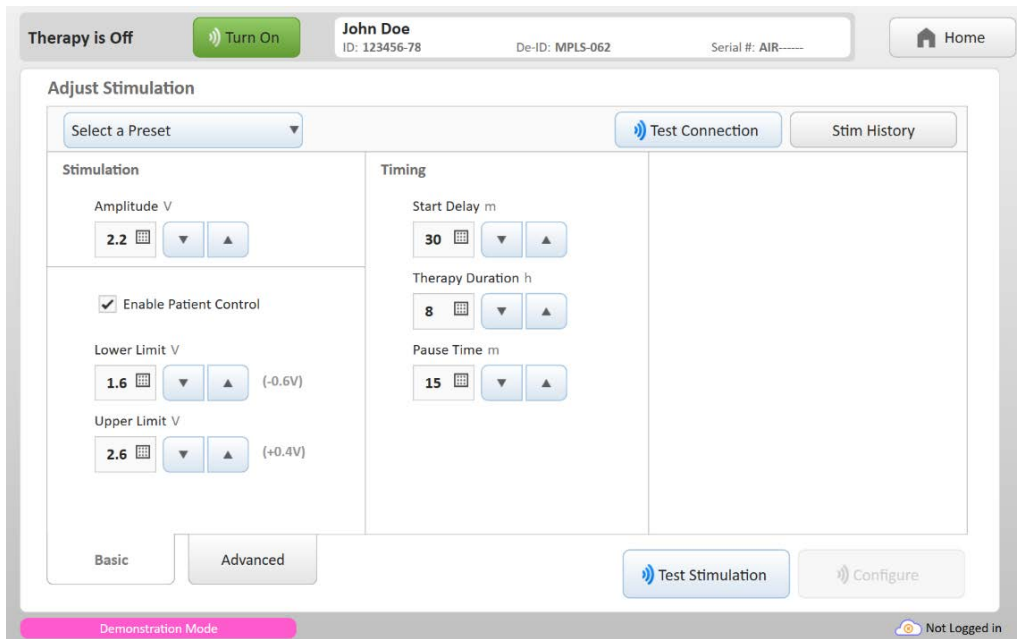 Therapy is Off
Turn On
John Doe
ID: 123456-78 De-ID: MPLS-062 Serial #: AIR------
Home
Adjust Stimulation
Select a Preset
Test Connection
Stim History
Stimulation
Amplitude V
2.2
Enable Patient Control
Lower Limit V
1.6 (-0.6V)
Upper Limit V
2.6 (+0.4V)
Timing
Start Delay m
30
Therapy Duration h
8
Pause Time m
15
Basic
Advanced
Test Stimulation
Configure
Demonstration Mode
Not Logged in